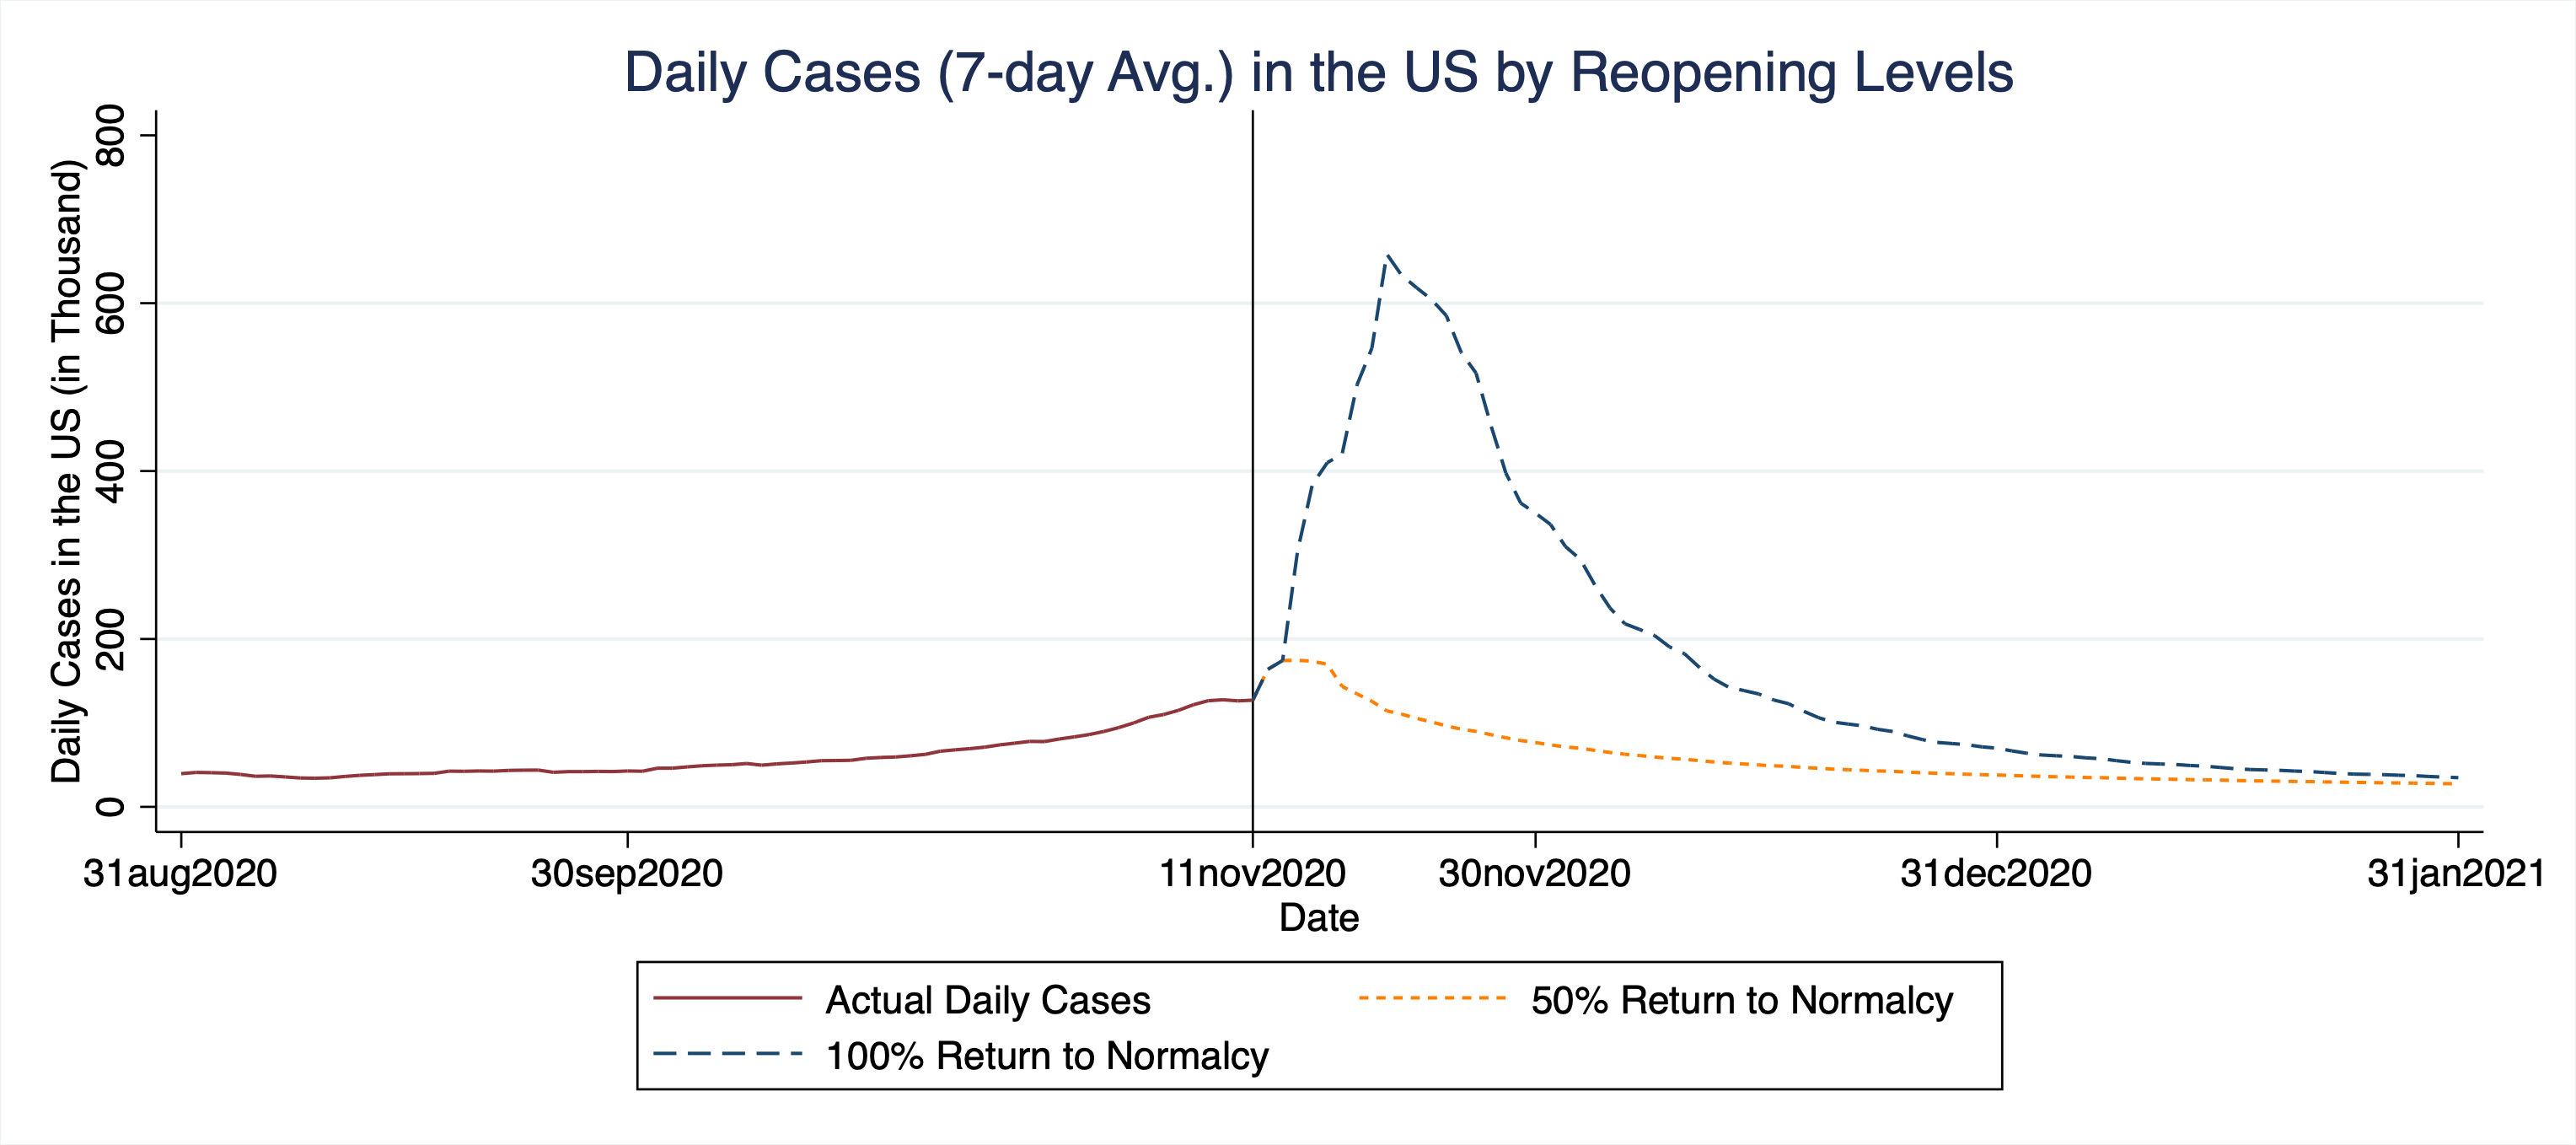 Daily Cases (7-day Avg.) in the US by Reopening Levels
Daily Cases in the US (in Thousand)
800
600
400
200
0
31aug2020 30sep2020 11nov2020 30nov2020 31dec2020 31jan2021
Date
Actual Daily Cases 50% Return to Normalcy
100% Return to Normalcy